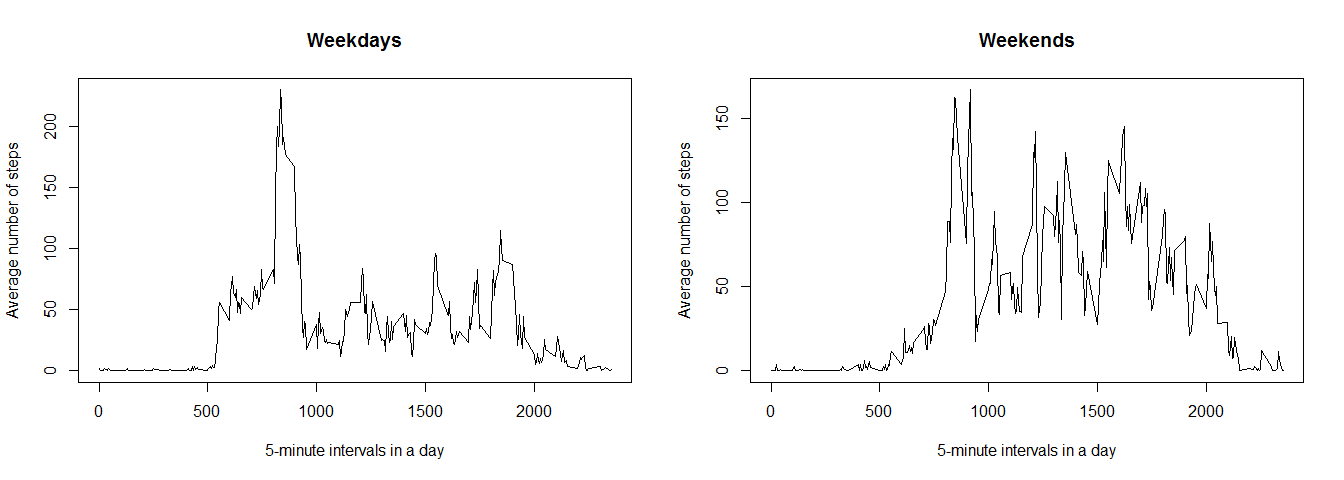 Weekdays
Average number of steps
200
150
100
50
0
0 500 1000 1500 2000
5-minute intervals in a day
Weekends
Average number of steps
150
100
50
0
0 500 1000 1500 2000
5-minute intervals in a day